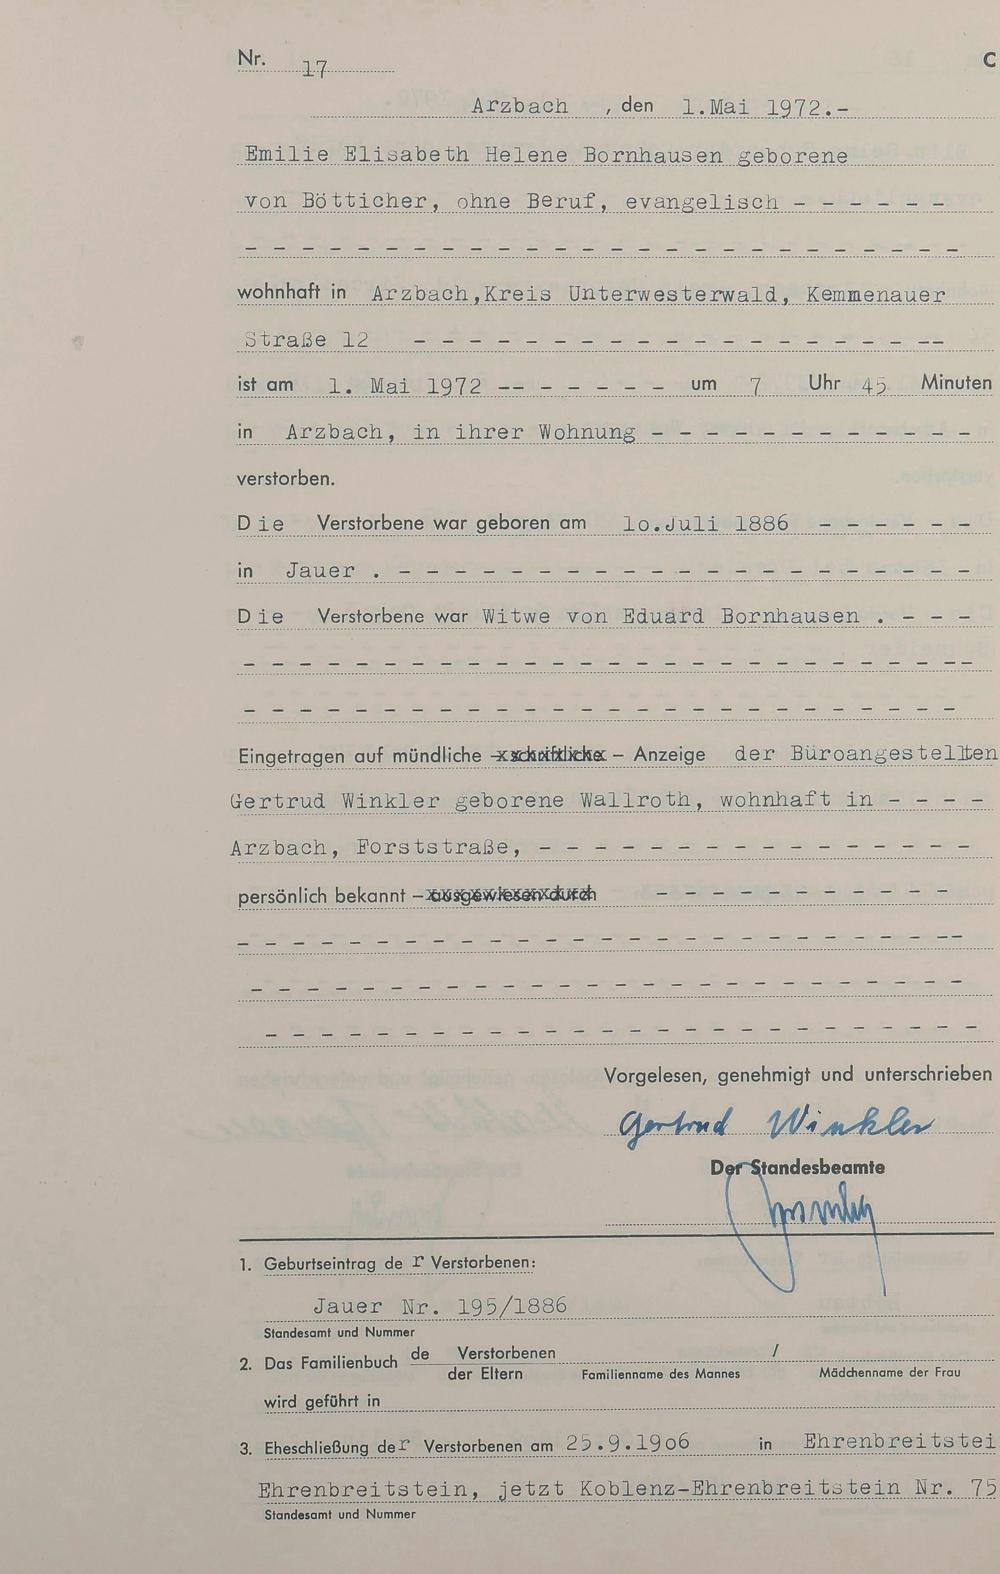 Nr. 17
C
Arzbach , den 1.Mai 1972.-
Emilie Elisabeth Helene Bornhausen geborene
von Bötticher, ohne Beruf, evangelisch - - - - - -
- - - - - - - - - - - - - - - - - - - - - - - - - -
wohnhaft in Arzbach,Kreis Unterwesterwald, Kemmenauer
Straße 12 - - - - - - - - - - - - - - - - - - - --
ist am 1. Mai 1972 -- - - - - - um 7 Uhr 45 Minuten
in Arzbach, in ihrer Wohnung - - - - - - - - - - - -
verstorben.
Die Verstorbene war geboren am 1o.Juli 1886 - - - - - -
in Jauer . - - - - - - - - - - - - - - - - - - - - -
Die Verstorbene war Witwe von Eduard Bornhausen . - - -
- - - - - - - - - - - - - - - - - - - - - - - - - --
- - - - - - - - - - - - - - - - - - - - - - - - - -
Eingetragen auf mündliche - schriftliche - Anzeige der Büroangestellten
Gertrud Winkler geborene Wallroth, wohnhaft in - - - -
Arzbach, Forststraße, - - - - - - - - - - - - - - - -
persönlich bekannt - ausgewiesen durch - - - - - - - - - - -
- - - - - - - - - - - - - - - - - - - - - - - - - --
- - - - - - - - - - - - - - - - - - - - - - - - - -
- - - - - - - - - - - - - - - - - - - - - - - - - -
Vorgelesen, genehmigt und unterschrieben
Gertrud Winkler
Der Standesbeamte
1. Geburtseintrag der Verstorbenen:
Jauer Nr. 195/1886
Standesamt und Nummer
2. Das Familienbuch de Verstorbenen /
der Eltern Familienname des Mannes Mädchenname der Frau
wird geführt in
3. Eheschließung der Verstorbenen am 25.9.19o6 in Ehrenbreitstei
Ehrenbreitstein, jetzt Koblenz-Ehrenbreitstein Nr. 75
Standesamt und Nummer